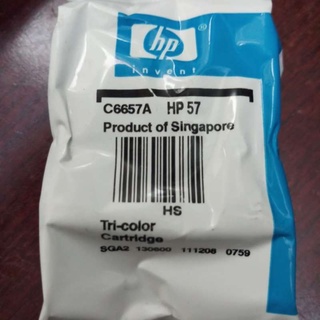 hp
invent
C6657A HP 57
Product of Singapore
HS
Tri-color
Cartridge
SGA2 130600 111208 0759